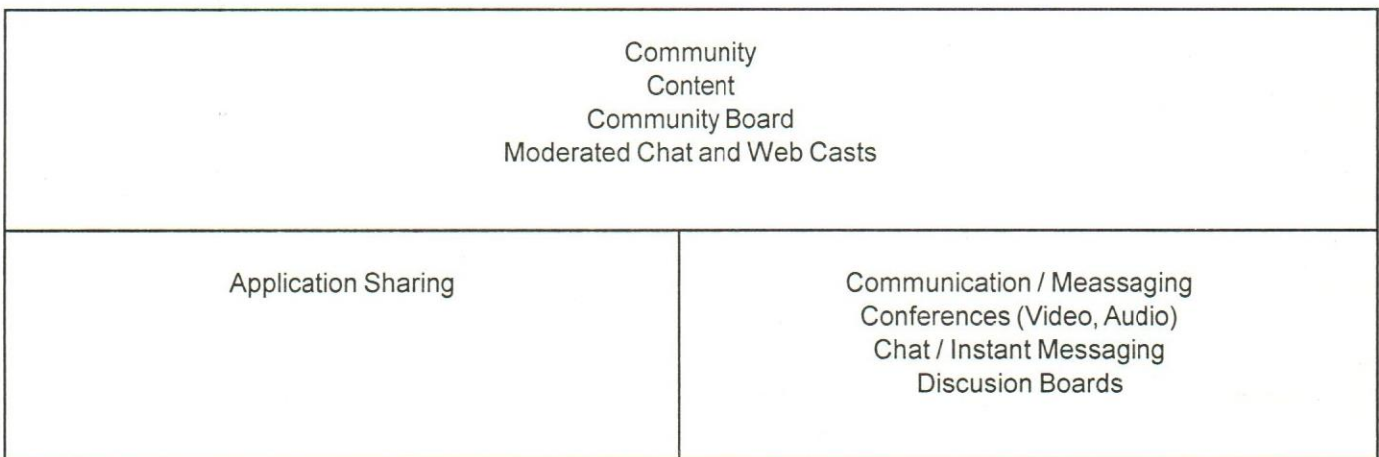 Community
Content
Community Board
Moderated Chat and Web Casts
Application Sharing
Communication / Meassaging
Conferences (Video, Audio)
Chat / Instant Messaging
Discusion Boards